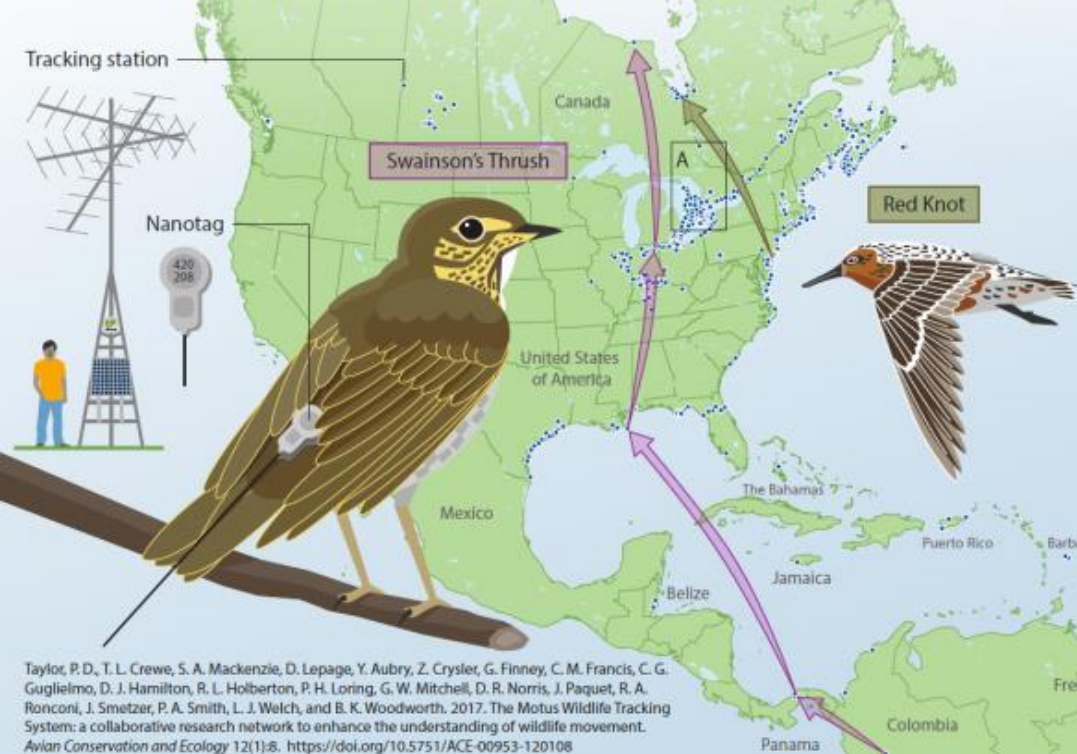 Tracking station
Canada
Swainson's Thrush
A
Red Knot
Nanotag
420
208
United States
of America
The Bahamas
Mexico
Puerto Rico
Barb
Jamaica
Belize
Taylor, P. D., T. L. Crewe, S. A. Mackenzie, D. Lepage, Y. Aubry, Z. Crysler, G. Finney, C. M. Francis, C. G.
Guglielmo, D. J. Hamilton, R. L. Holberton, P. H. Loring, G. W. Mitchell, D. R. Norris, J. Paquet, R. A.
Ronconi, J. Smetzer, P. A. Smith, L. J. Welch, and B. K. Woodworth. 2017. The Motus Wildlife Tracking
System: a collaborative research network to enhance the understanding of wildlife movement.
Avian Conservation and Ecology 12(1):8. https://doi.org/10.5751/ACE-00953-120108
Fre
Colombia
Panama